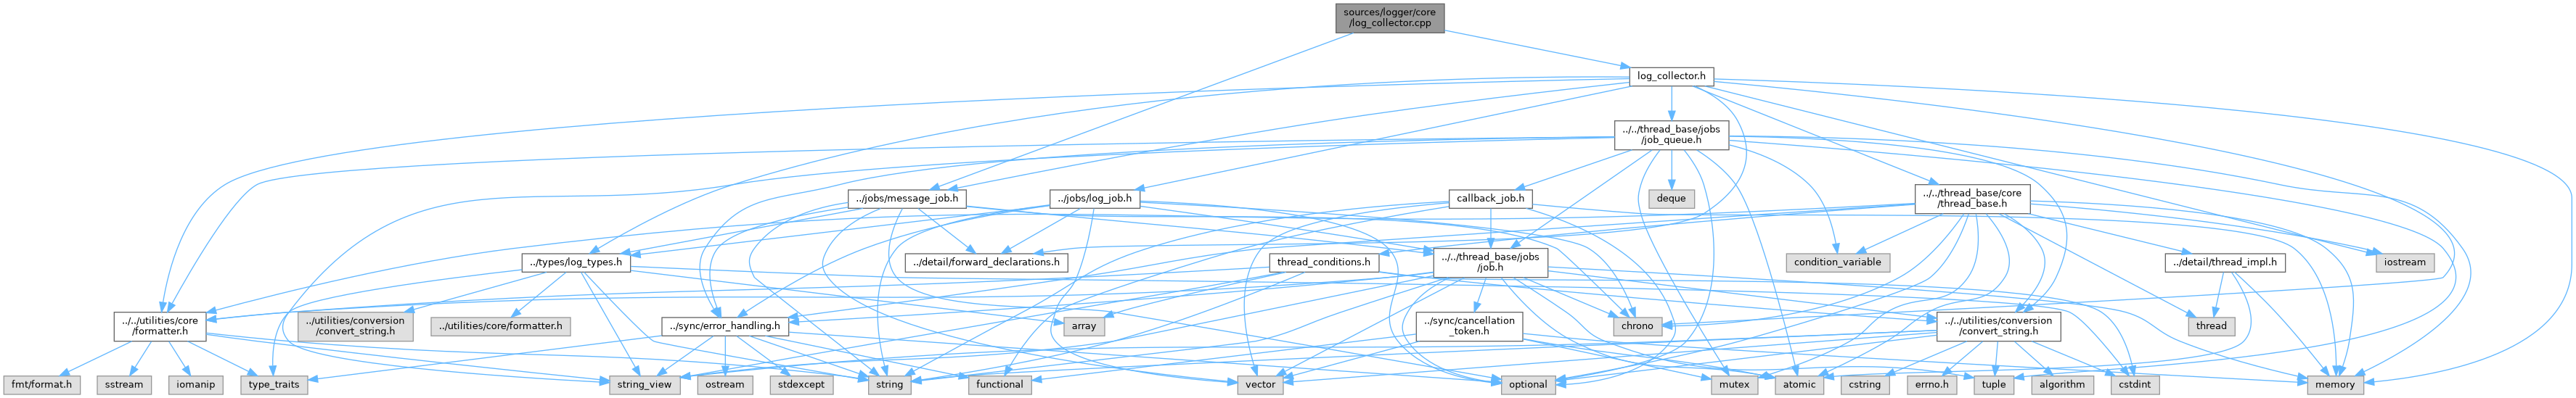 sources/logger/core
/log_collector.cpp
log_collector.h
../../thread_base/jobs
/job_queue.h
../jobs/message_job.h
../jobs/log_job.h
callback_job.h
deque
../../thread_base/core
/thread_base.h
../types/log_types.h
../detail/forward_declarations.h
thread_conditions.h
../../thread_base/jobs
/job.h
condition_variable
../detail/thread_impl.h
iostream
../../utilities/core
/formatter.h
../utilities/conversion
/convert_string.h
../utilities/core/formatter.h
../sync/error_handling.h
array
../sync/cancellation
_token.h
chrono
../../utilities/conversion
/convert_string.h
thread
fmt/format.h
sstream
iomanip
type_traits
string_view
ostream
stdexcept
string
functional
vector
optional
mutex
atomic
cstring
errno.h
tuple
algorithm
cstdint
memory